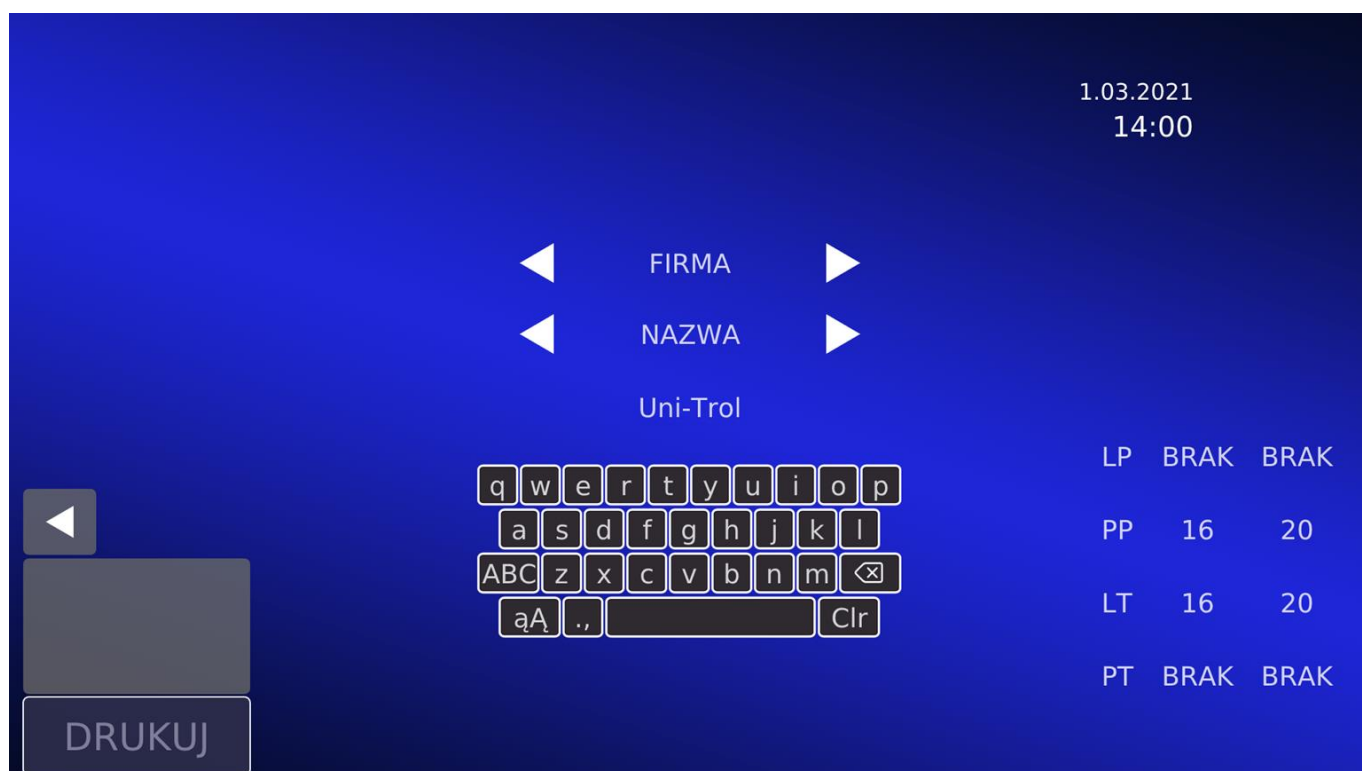 1.03.2021
14:00
FIRMA
NAZWA
Uni-Trol
LP BRAK BRAK
q w e r t y u i o p
PP 16 20
a s d f g h j k l
ABC z x c v b n m
LT 16 20
ąĄ ., Clr
PT BRAK BRAK
DRUKUJ